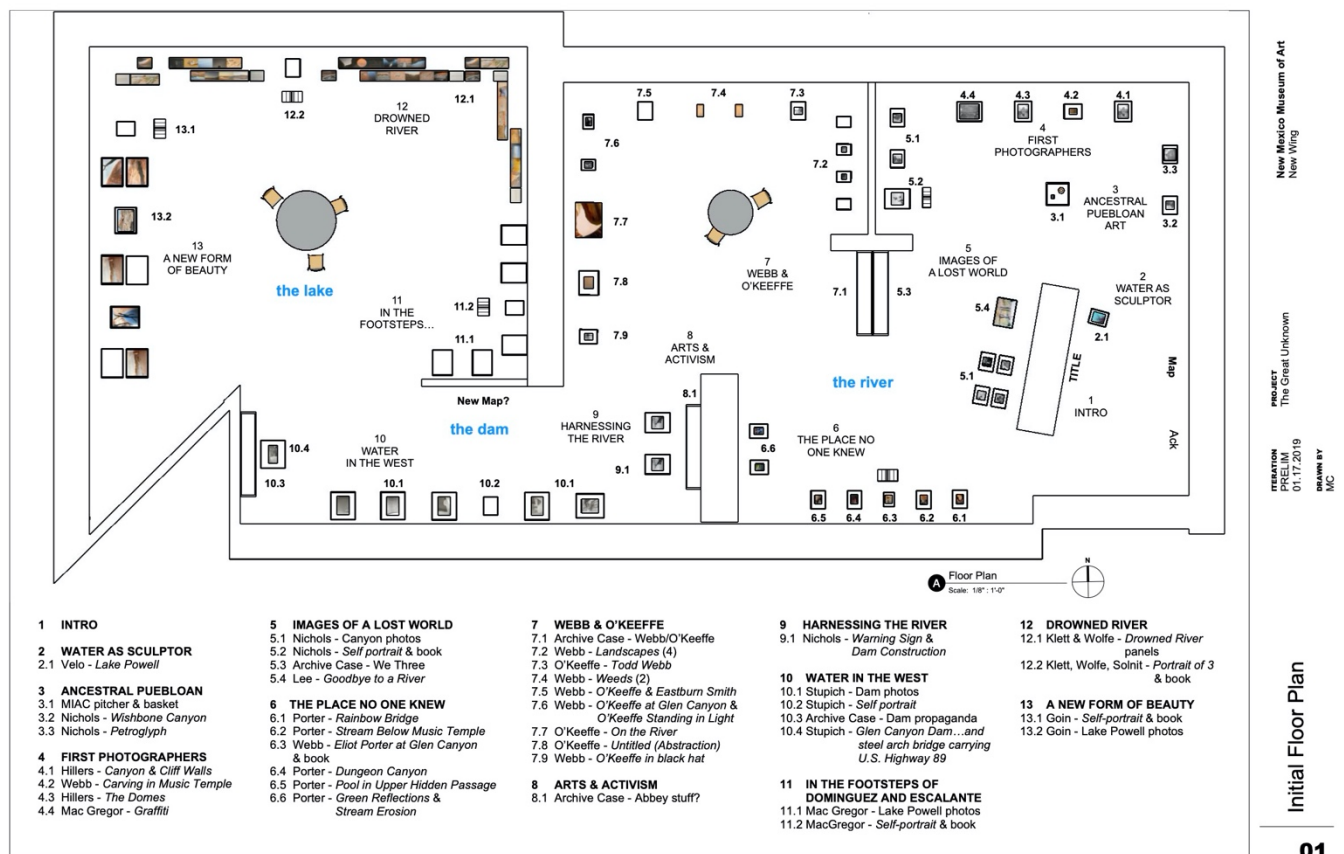 12.1
12
DROWNED
RIVER
12.2
13.1
13.2
13
A NEW FORM
OF BEAUTY
the lake
11
IN THE
FOOTSTEPS...
11.2
11.1
New Map?
the dam
10
WATER
IN THE WEST
10.4
10.3
10.1
10.2
10.1
9
HARNESSING
THE RIVER
9.1
8
ARTS &
ACTIVISM
8.1
7.5
7.4
7.3
7.6
7.2
7.7
7.8
7.9
7
WEBB &
O'KEEFFE
7.1
5.3
the river
6
THE PLACE NO
ONE KNEW
6.6
6.5
6.4
6.3
6.2
6.1
5.1
5.2
5
IMAGES OF
A LOST WORLD
5.4
5.1
4.4
4.3
4.2
4.1
4
FIRST
PHOTOGRAPHERS
3.3
3.1
3
ANCESTRAL
PUEBLOAN
ART
3.2
2
WATER AS
SCULPTOR
2.1
TITLE
1
INTRO
Map
Ack
A
Floor Plan
Scale: 1/8" : 1'-0"
N
1 INTRO
2 WATER AS SCULPTOR
2.1 Velo - Lake Powell
3 ANCESTRAL PUEBLOAN
3.1 MIAC pitcher & basket
3.2 Nichols - Wishbone Canyon
3.3 Nichols - Petroglyph
4 FIRST PHOTOGRAPHERS
4.1 Hillers - Canyon & Cliff Walls
4.2 Webb - Carving in Music Temple
4.3 Hillers - The Domes
4.4 Mac Gregor - Graffiti
5 IMAGES OF A LOST WORLD
5.1 Nichols - Canyon photos
5.2 Nichols - Self portrait & book
5.3 Archive Case - We Three
5.4 Lee - Goodbye to a River
6 THE PLACE NO ONE KNEW
6.1 Porter - Rainbow Bridge
6.2 Porter - Stream Below Music Temple
6.3 Webb - Eliot Porter at Glen Canyon
& book
6.4 Porter - Dungeon Canyon
6.5 Porter - Pool in Upper Hidden Passage
6.6 Porter - Green Reflections &
Stream Erosion
7 WEBB & O'KEEFFE
7.1 Archive Case - Webb/O'Keeffe
7.2 Webb - Landscapes (4)
7.3 O'Keeffe - Todd Webb
7.4 Webb - Weeds (2)
7.5 Webb - O'Keeffe & Eastburn Smith
7.6 Webb - O'Keeffe at Glen Canyon &
O'Keeffe Standing in Light
7.7 O'Keeffe - On the River
7.8 O'Keeffe - Untitled (Abstraction)
7.9 Webb - O'Keeffe in black hat
8 ARTS & ACTIVISM
8.1 Archive Case - Abbey stuff?
9 HARNESSING THE RIVER
9.1 Nichols - Warning Sign &
Dam Construction
10 WATER IN THE WEST
10.1 Stupich - Dam photos
10.2 Stupich - Self portrait
10.3 Archive Case - Dam propaganda
10.4 Stupich - Glen Canyon Dam…and
steel arch bridge carrying
U.S. Highway 89
11 IN THE FOOTSTEPS OF
DOMINGUEZ AND ESCALANTE
11.1 Mac Gregor - Lake Powell photos
11.2 MacGregor - Self-portrait & book
12 DROWNED RIVER
12.1 Klett & Wolfe - Drowned River
panels
12.2 Klett, Wolfe, Solnit - Portrait of 3
& book
13 A NEW FORM OF BEAUTY
13.1 Goin - Self-portrait & book
13.2 Goin - Lake Powell photos
New Mexico Museum of Art
New Wing
PROJECT
The Great Unknown
ITERATION
PRELIM
01.17.2019
DRAWN BY
MC
Initial Floor Plan
01